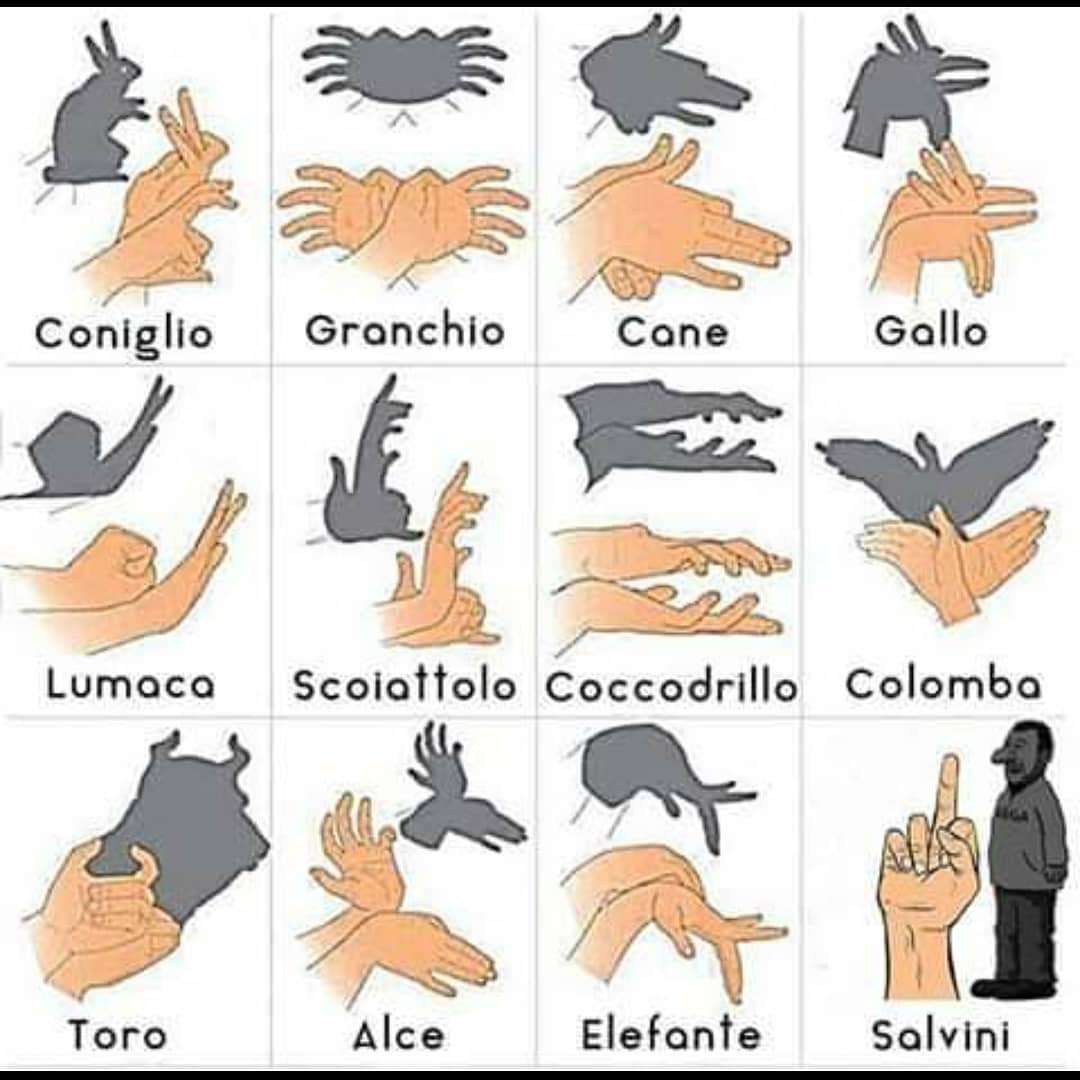 Coniglio
Granchio
Cane
Gallo
Lumaca
Scoiattolo
Coccodrillo
Colomba
Toro
Alce
Elefante
Salvini